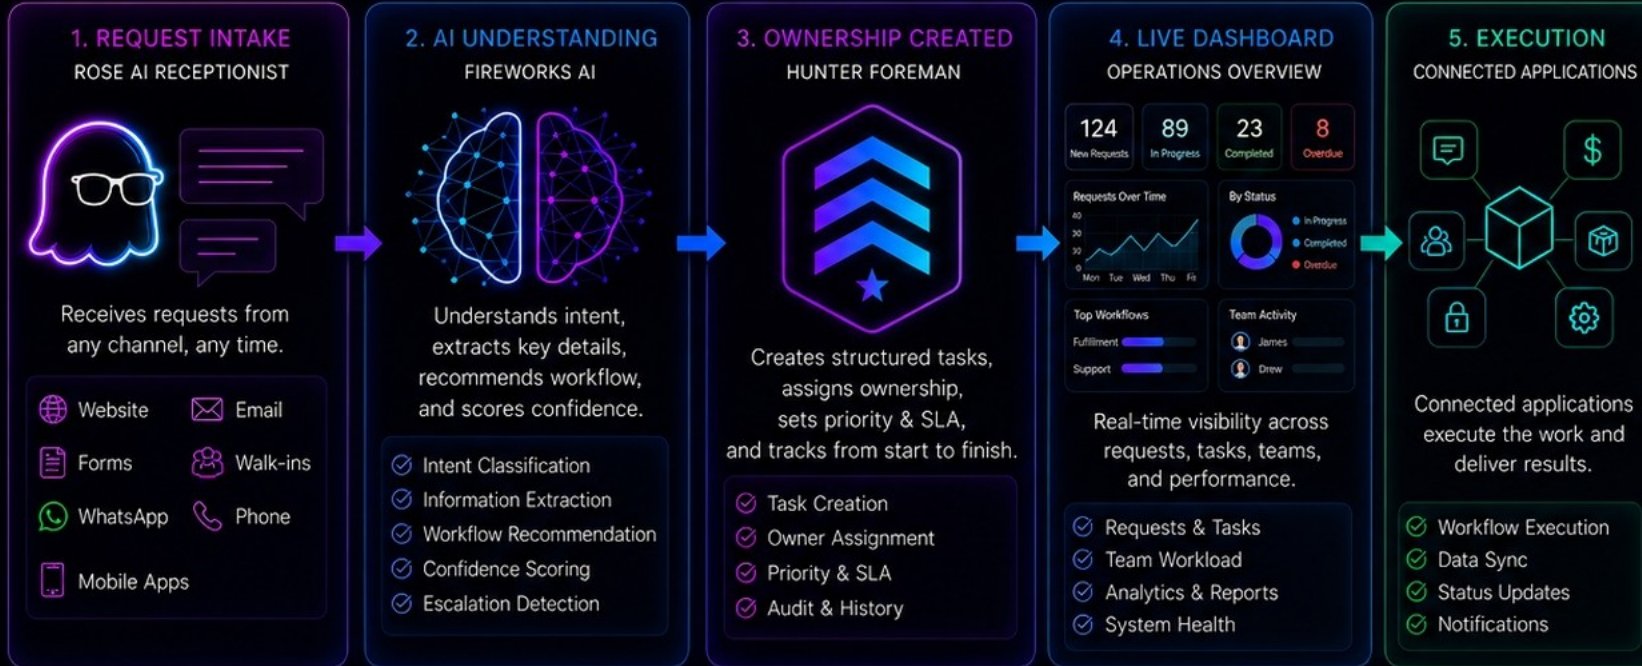 1. REQUEST INTAKE
ROSE AI RECEPTIONIST
Receives requests from
any channel, any time.
Website
Email
Forms
Walk-ins
WhatsApp
Phone
Mobile Apps
2. AI UNDERSTANDING
FIREWORKS AI
Understands intent,
extracts key details,
recommends workflow,
and scores confidence.
Intent Classification
Information Extraction
Workflow Recommendation
Confidence Scoring
Escalation Detection
3. OWNERSHIP CREATED
HUNTER FOREMAN
Creates structured tasks,
assigns ownership,
sets priority & SLA,
and tracks from start to finish.
Task Creation
Owner Assignment
Priority & SLA
Audit & History
4. LIVE DASHBOARD
OPERATIONS OVERVIEW
124
New Requests
89
In Progress
23
Completed
8
Overdue
Requests Over Time
40
30
30
0
Mon Tue Wed Thu Fri
By Status
In Progress
Completed
Overdue
Top Workflows
Fulfillment
Support
Team Activity
James
Drew
Real-time visibility across
requests, tasks, teams,
and performance.
Requests & Tasks
Team Workload
Analytics & Reports
System Health
5. EXECUTION
CONNECTED APPLICATIONS
$
Connected applications
execute the work and
deliver results.
Workflow Execution
Data Sync
Status Updates
Notifications